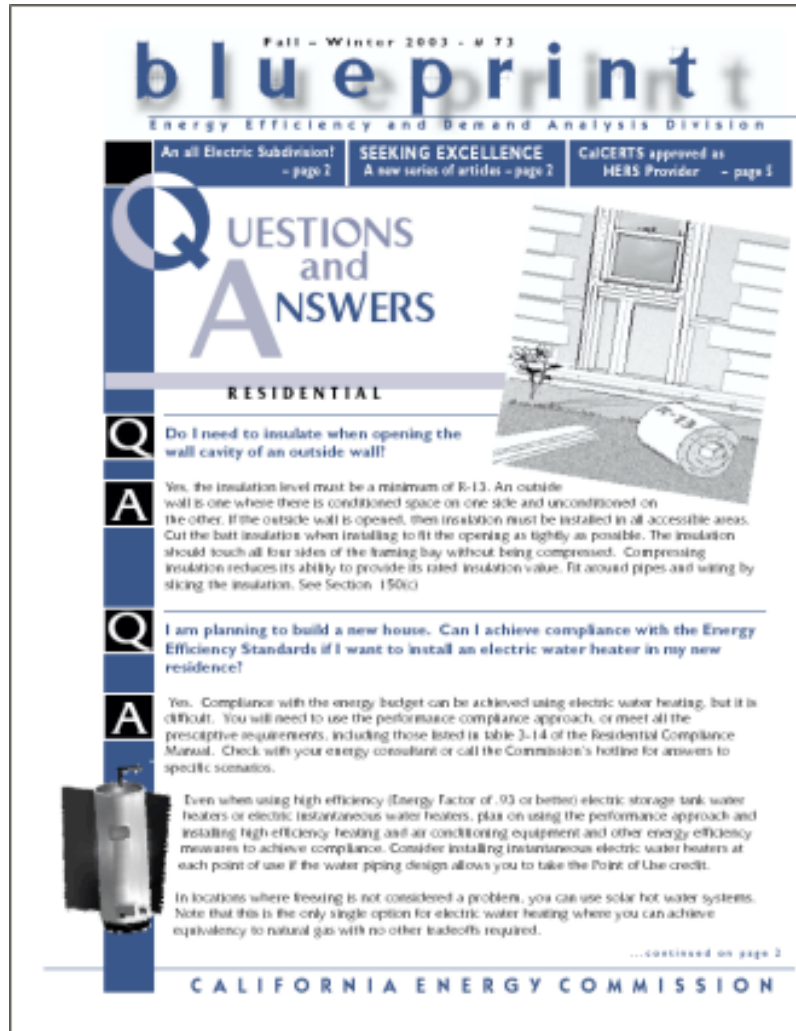 Fall – Winter 2003 - # 73
blueprint
Energy Efficiency and Demand Analysis Division
An all Electric Subdivision?
– page 2
SEEKING EXCELLENCE
A new series of articles – page 2
CalCERTS approved as
HERS Provider – page 5
QUESTIONS
and
ANSWERS
RESIDENTIAL
R-13
Q
Do I need to insulate when opening the
wall cavity of an outside wall?
A
Yes, the insulation level must be a minimum of R-13. An outside
wall is one where there is conditioned space on one side and unconditioned on
the other. If the outside wall is opened, then insulation must be installed in all accessible areas.
Cut the batt insulation when installing to fit the opening as tightly as possible. The insulation
should touch all four sides of the framing bay without being compressed. Compressing
insulation reduces its ability to provide its rated insulation value. Fit around pipes and wiring by
slicing the insulation. See Section 150(c)
Q
I am planning to build a new house. Can I achieve compliance with the Energy
Efficiency Standards if I want to install an electric water heater in my new
residence?
A
Yes. Compliance with the energy budget can be achieved using electric water heating, but it is
difficult. You will need to use the performance compliance approach, or meet all the
prescriptive requirements, including those listed in table 3-14 of the Residential Compliance
Manual. Check with your energy consultant or call the Commission's hotline for answers to
specific scenarios.
Even when using high efficiency (Energy Factor of .93 or better) electric storage tank water
heaters or electric instantaneous water heaters, plan on using the performance approach and
installing high efficiency heating and air conditioning equipment and other energy efficiency
measures to achieve compliance. Consider installing instantaneous electric water heaters at
each point of use if the water piping design allows you to take the Point of Use credit.
In locations where freezing is not considered a problem, you can use solar hot water systems.
Note that this is the only single option for electric water heating where you can achieve
equivalency to natural gas with no other tradeoffs required.
...continued on page 2
CALIFORNIA ENERGY COMMISSION